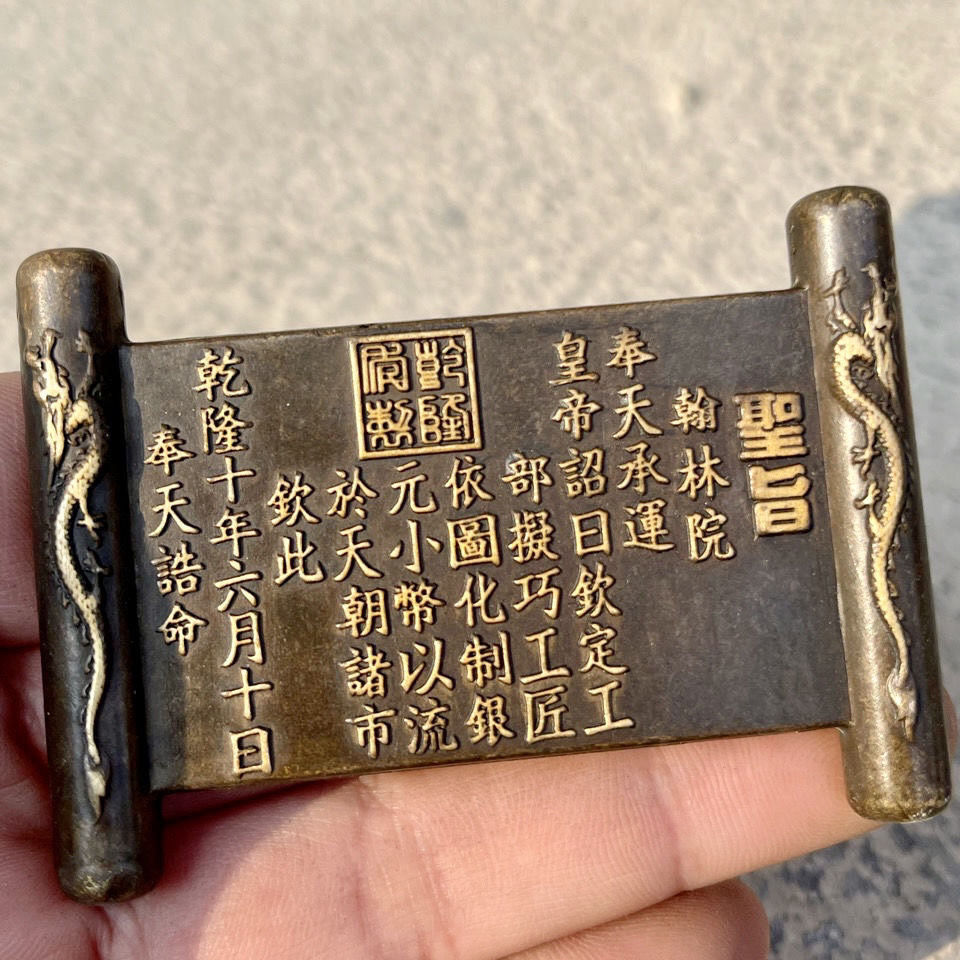 聖旨
翰林院
奉天承運
皇帝詔曰欽定工
部擬巧工匠
依圖化制銀
元小幣以流
於天朝諸市
欽此
乾隆
乾隆十年六月十日
奉天誥命